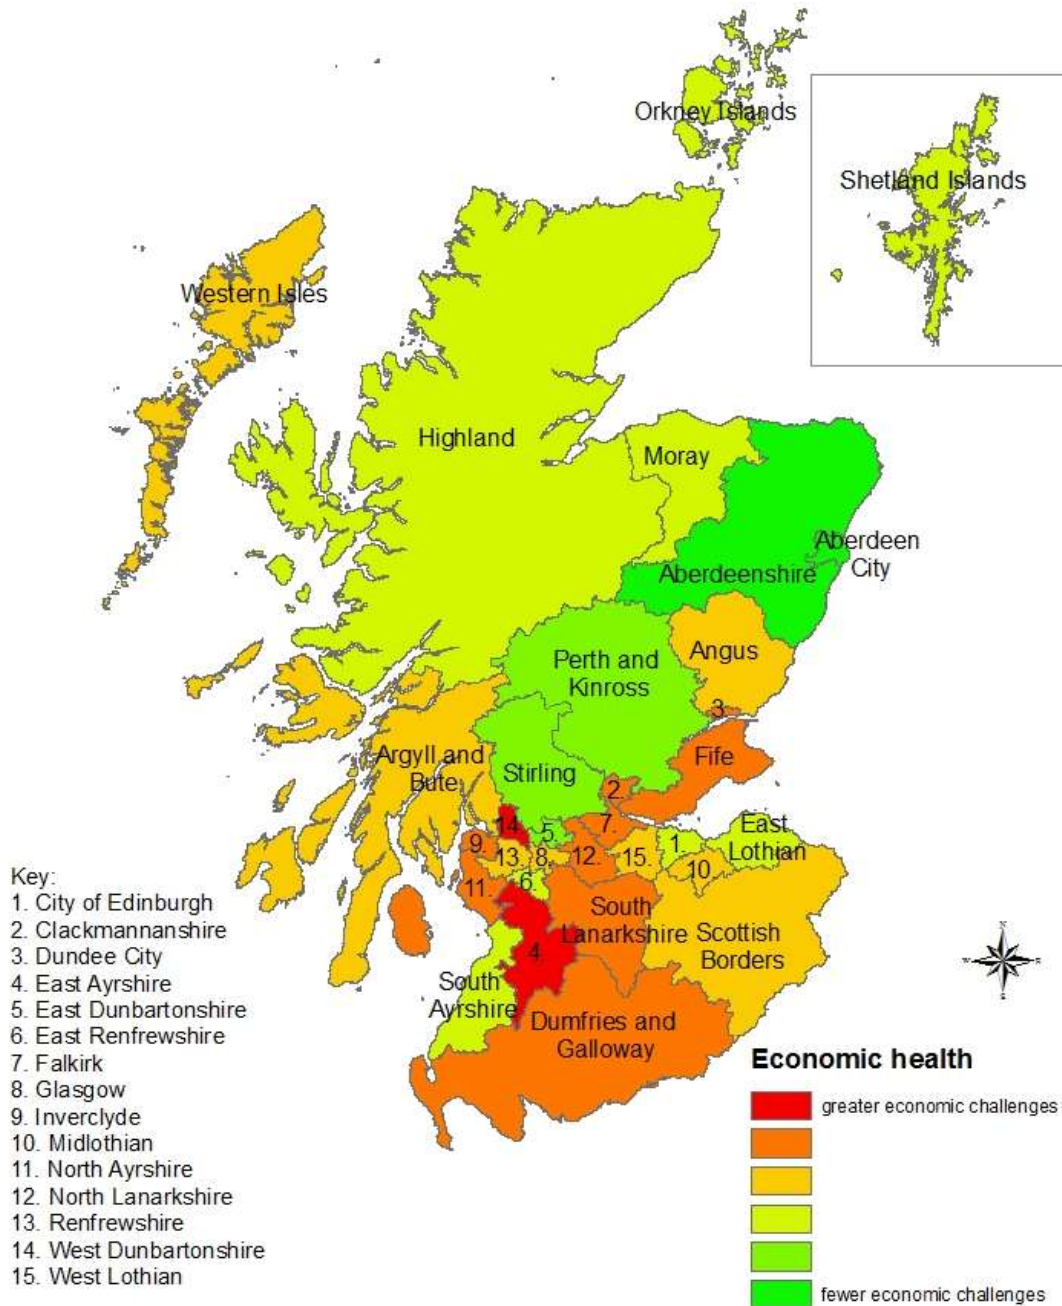 Orkney Islands
Shetland Islands
Western Isles
Highland
Moray
Aberdeen
City
Aberdeenshire
Angus
Perth and
Kinross
3.
Fife
Argyll and
Bute
Stirling
2.
7.
14.
5.
1.
East
Lothian
9.
13.
8.
12.
15.
10.
6.
11.
South
Lanarkshire
Scottish
Borders
4.
South
Ayrshire
Dumfries and
Galloway
Key:
1. City of Edinburgh
2. Clackmannanshire
3. Dundee City
4. East Ayrshire
5. East Dunbartonshire
6. East Renfrewshire
7. Falkirk
8. Glasgow
9. Inverclyde
10. Midlothian
11. North Ayrshire
12. North Lanarkshire
13. Renfrewshire
14. West Dunbartonshire
15. West Lothian
N
W
E
S
Economic health
greater economic challenges
fewer economic challenges